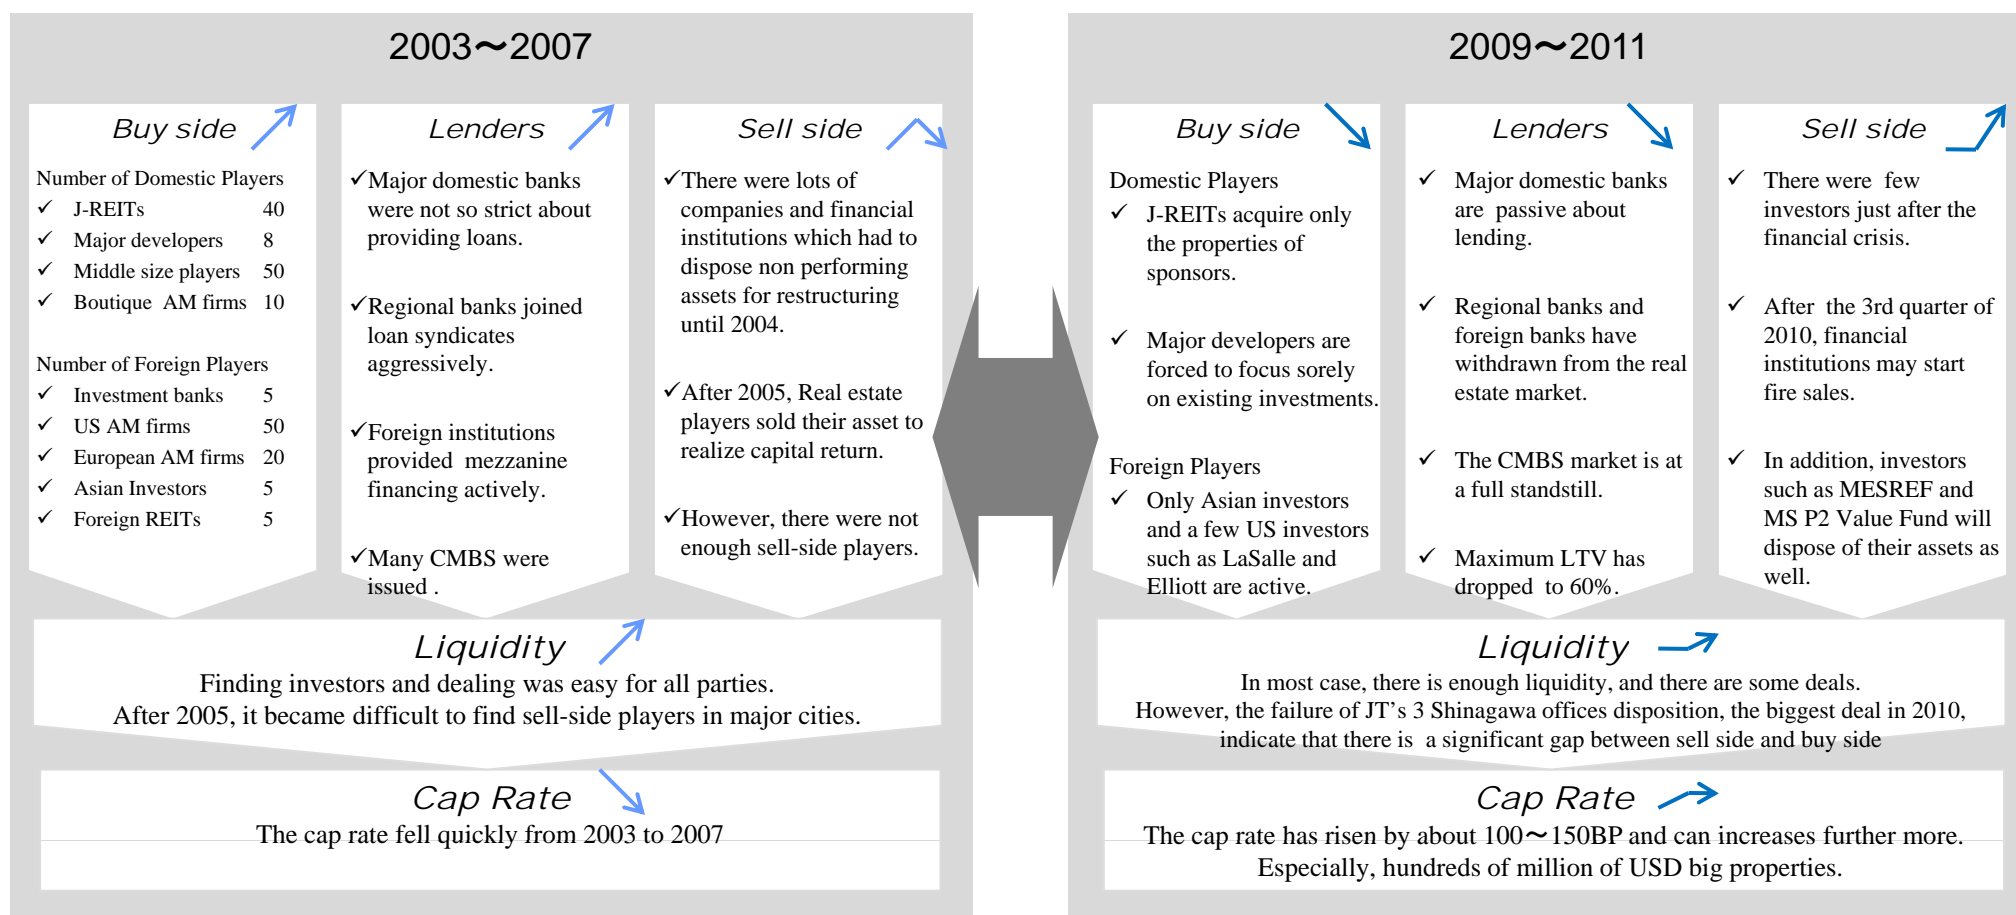 2003～2007
Buy side
Number of Domestic Players
✓ J-REITs 40
✓ Major developers 8
✓ Middle size players 50
✓ Boutique AM firms 10
Number of Foreign Players
✓ Investment banks 5
✓ US AM firms 50
✓ European AM firms 20
✓ Asian Investors 5
✓ Foreign REITs 5
Lenders
✓Major domestic banks
were not so strict about
providing loans.
✓Regional banks joined
loan syndicates
aggressively.
✓Foreign institutions
provided mezzanine
financing actively.
✓Many CMBS were
issued .
Sell side
✓There were lots of
companies and financial
institutions which had to
dispose non performing
assets for restructuring
until 2004.
✓After 2005, Real estate
players sold their asset to
realize capital return.
✓However, there were not
enough sell-side players.
Liquidity
Finding investors and dealing was easy for all parties.
After 2005, it became difficult to find sell-side players in major cities.
Cap Rate
The cap rate fell quickly from 2003 to 2007
2009～2011
Buy side
Domestic Players
✓ J-REITs acquire only
the properties of
sponsors.
✓ Major developers are
forced to focus sorely
on existing investments.
Foreign Players
✓ Only Asian investors
and a few US investors
such as LaSalle and
Elliott are active.
Lenders
✓ Major domestic banks
are passive about
lending.
✓ Regional banks and
foreign banks have
withdrawn from the real
estate market.
✓ The CMBS market is at
a full standstill.
✓ Maximum LTV has
dropped to 60%.
Sell side
✓ There were few
investors just after the
financial crisis.
✓ After the 3rd quarter of
2010, financial
institutions may start
fire sales.
✓ In addition, investors
such as MESREF and
MS P2 Value Fund will
dispose of their assets as
well.
Liquidity
In most case, there is enough liquidity, and there are some deals.
However, the failure of JT’s 3 Shinagawa offices disposition, the biggest deal in 2010,
indicate that there is a significant gap between sell side and buy side
Cap Rate
The cap rate has risen by about 100～150BP and can increases further more.
Especially, hundreds of million of USD big properties.